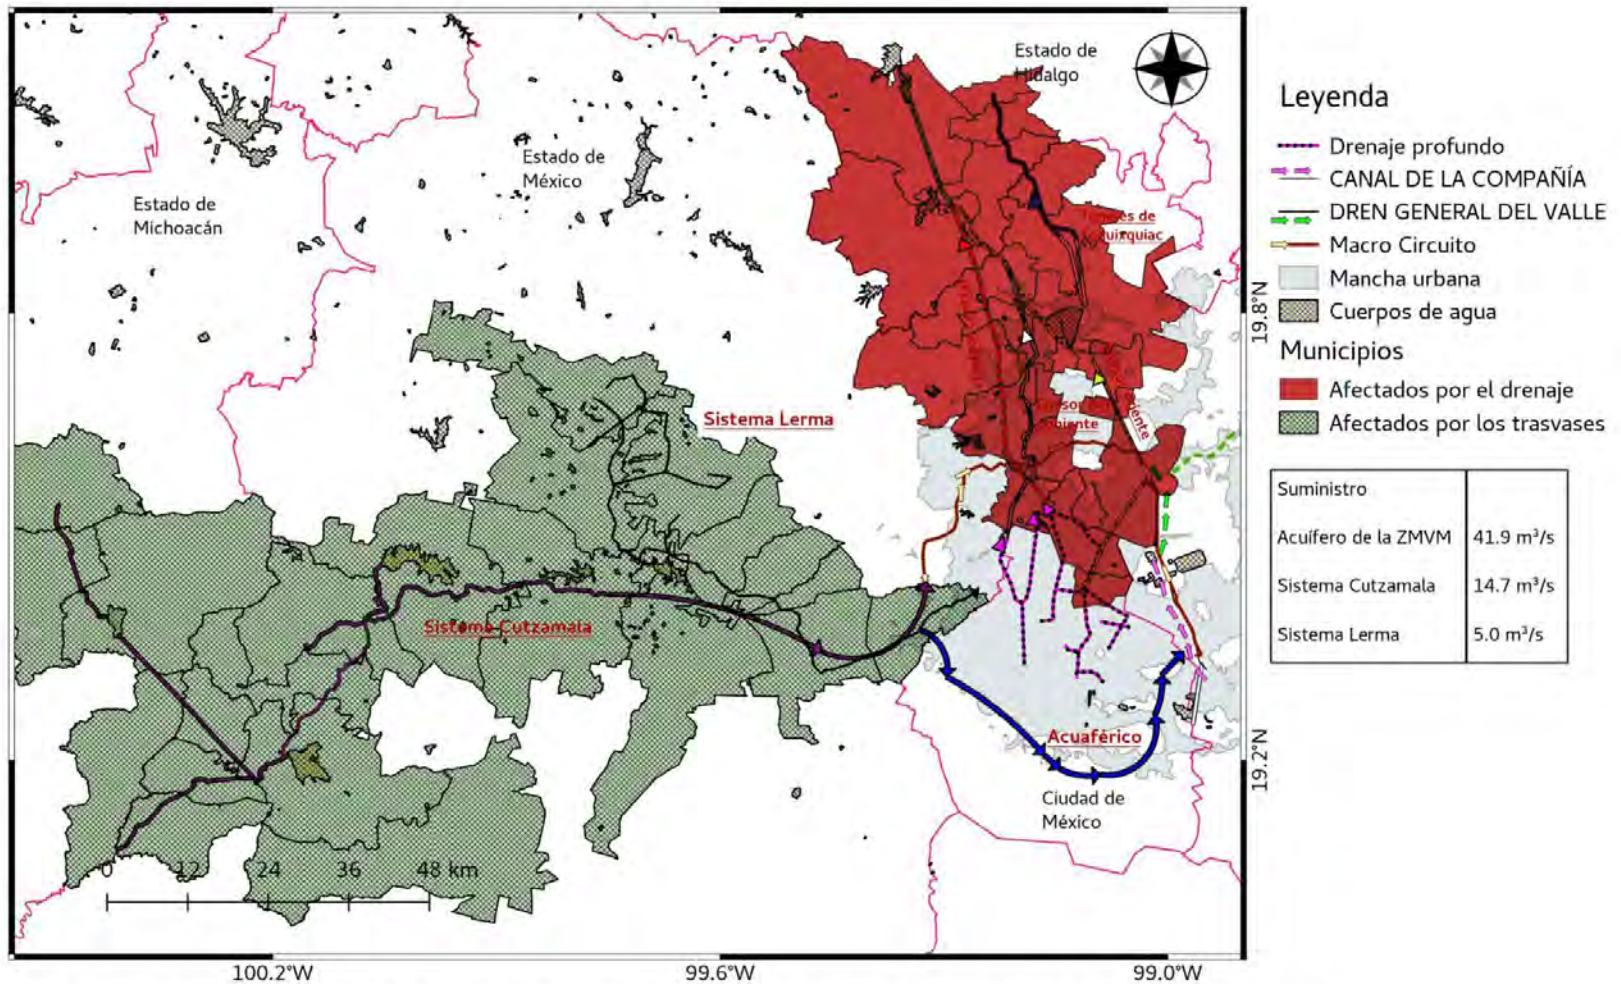 Estado de
Hidalgo
Estado de
México
Estado de
Michoacán
Sistema Lerma
Sistema Cutzamala
Acuaférico
Ciudad de
México
0 12 24 36 48 km
100.2°W 99.6°W 99.0°W
19.8°N
19.2°N
Leyenda
Drenaje profundo
CANAL DE LA COMPAÑÍA
DREN GENERAL DEL VALLE
Macro Circuito
Mancha urbana
Cuerpos de agua
Municipios
Afectados por el drenaje
Afectados por los trasvases
Suministro
Acuífero de la ZMVM 41.9 m³/s
Sistema Cutzamala 14.7 m³/s
Sistema Lerma 5.0 m³/s